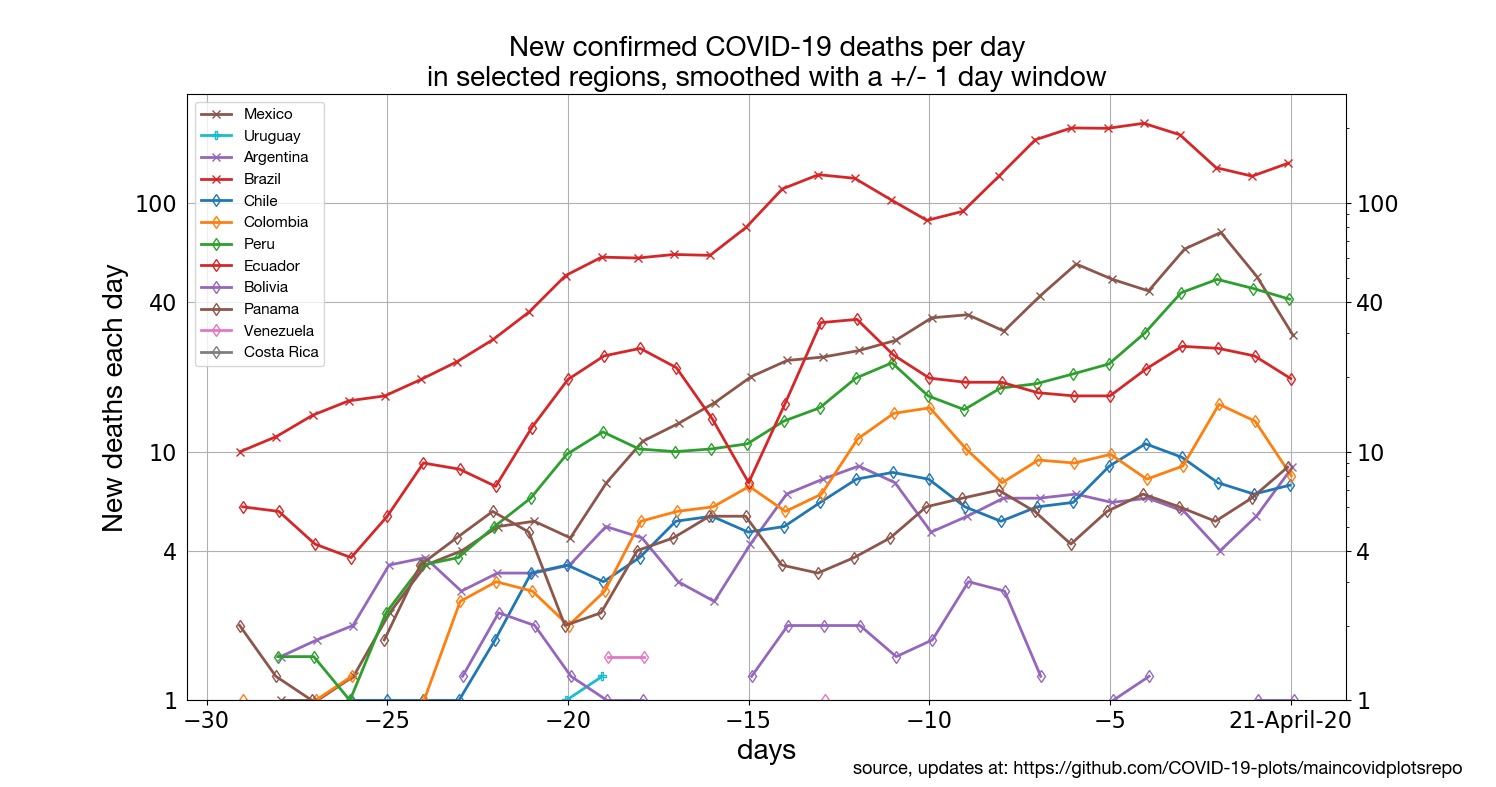 New confirmed COVID-19 deaths per day
in selected regions, smoothed with a +/- 1 day window
Mexico
Uruguay
Argentina
Brazil
Chile
Colombia
Peru
Ecuador
Bolivia
Panama
Venezuela
Costa Rica
New deaths each day
100
40
10
4
1
100
40
10
4
1
−30
−25
−20
−15
−10
−5
21-April-20
days
source, updates at: https://github.com/COVID-19-plots/maincovidplotsrepo